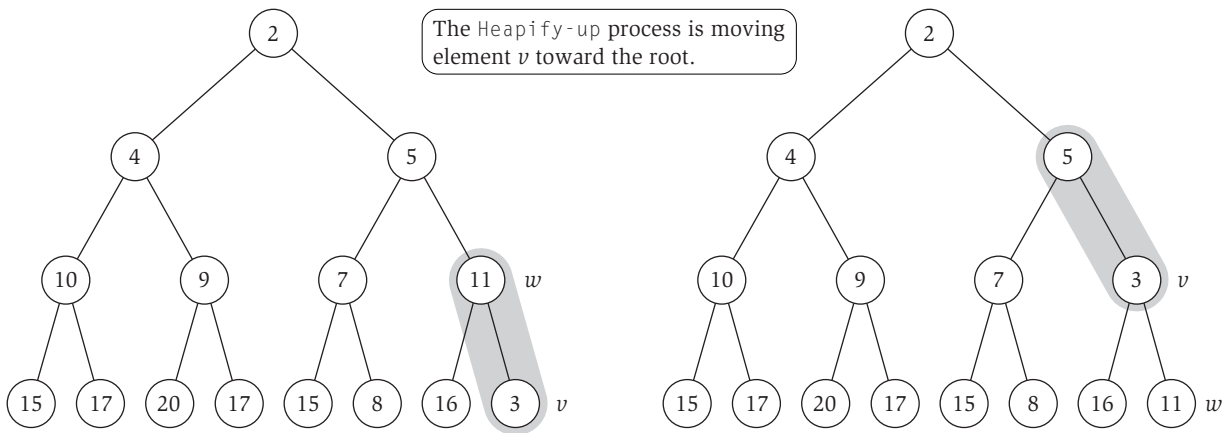 The Heapify-up process is moving
element v toward the root.
2
4 5
10 9 7 11 w
15 17 20 17 15 8 16 3 v
2
4 5
10 9 7 3 v
15 17 20 17 15 8 16 11 w